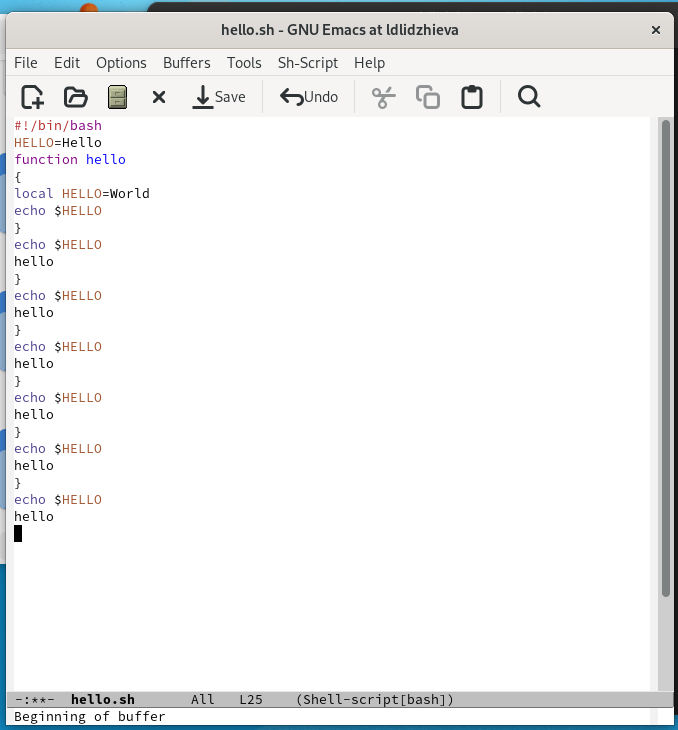 hello.sh - GNU Emacs at ldlidzhieva
File Edit Options Buffers Tools Sh-Script Help
Save Undo
#!/bin/bash
HELLO=Hello
function hello
{
local HELLO=World
echo $HELLO
}
echo $HELLO
hello
}
echo $HELLO
hello
}
echo $HELLO
hello
}
echo $HELLO
hello
}
echo $HELLO
hello
}
echo $HELLO
hello
-:**- hello.sh All L25 (Shell-script[bash])
Beginning of buffer